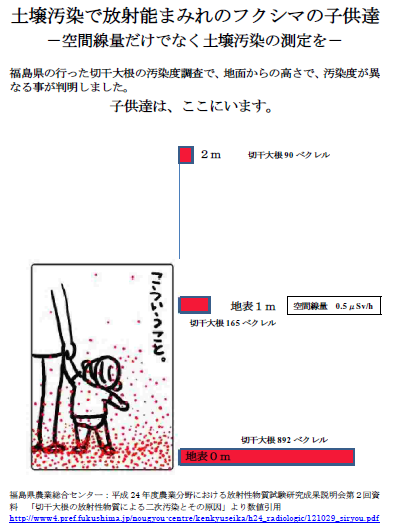 土壌汚染で放射能まみれのフクシマの子供達
－空間線量だけでなく土壌汚染の測定を－
福島県の行った切干大根の汚染度調査で、地面からの高さで、汚染度が異
なる事が判明しました。
子供達は、ここにいます。
２ｍ
切干大根 90 ベクレル
こういうこと。
地表１ｍ
空間線量 0.5μSv/h
切干大根 165 ベクレル
切干大根 892 ベクレル
地表０ｍ
福島県農業総合センター：平成 24 年度農業分野における放射性物質試験研究成果説明会第２回資
料 「切干大根の放射性物質による二次汚染とその原因」より数値引用
http://www4.pref.fukushima.jp/nougyou-centre/kenkyuseika/h24_radiologic/121029_siryou.pdf